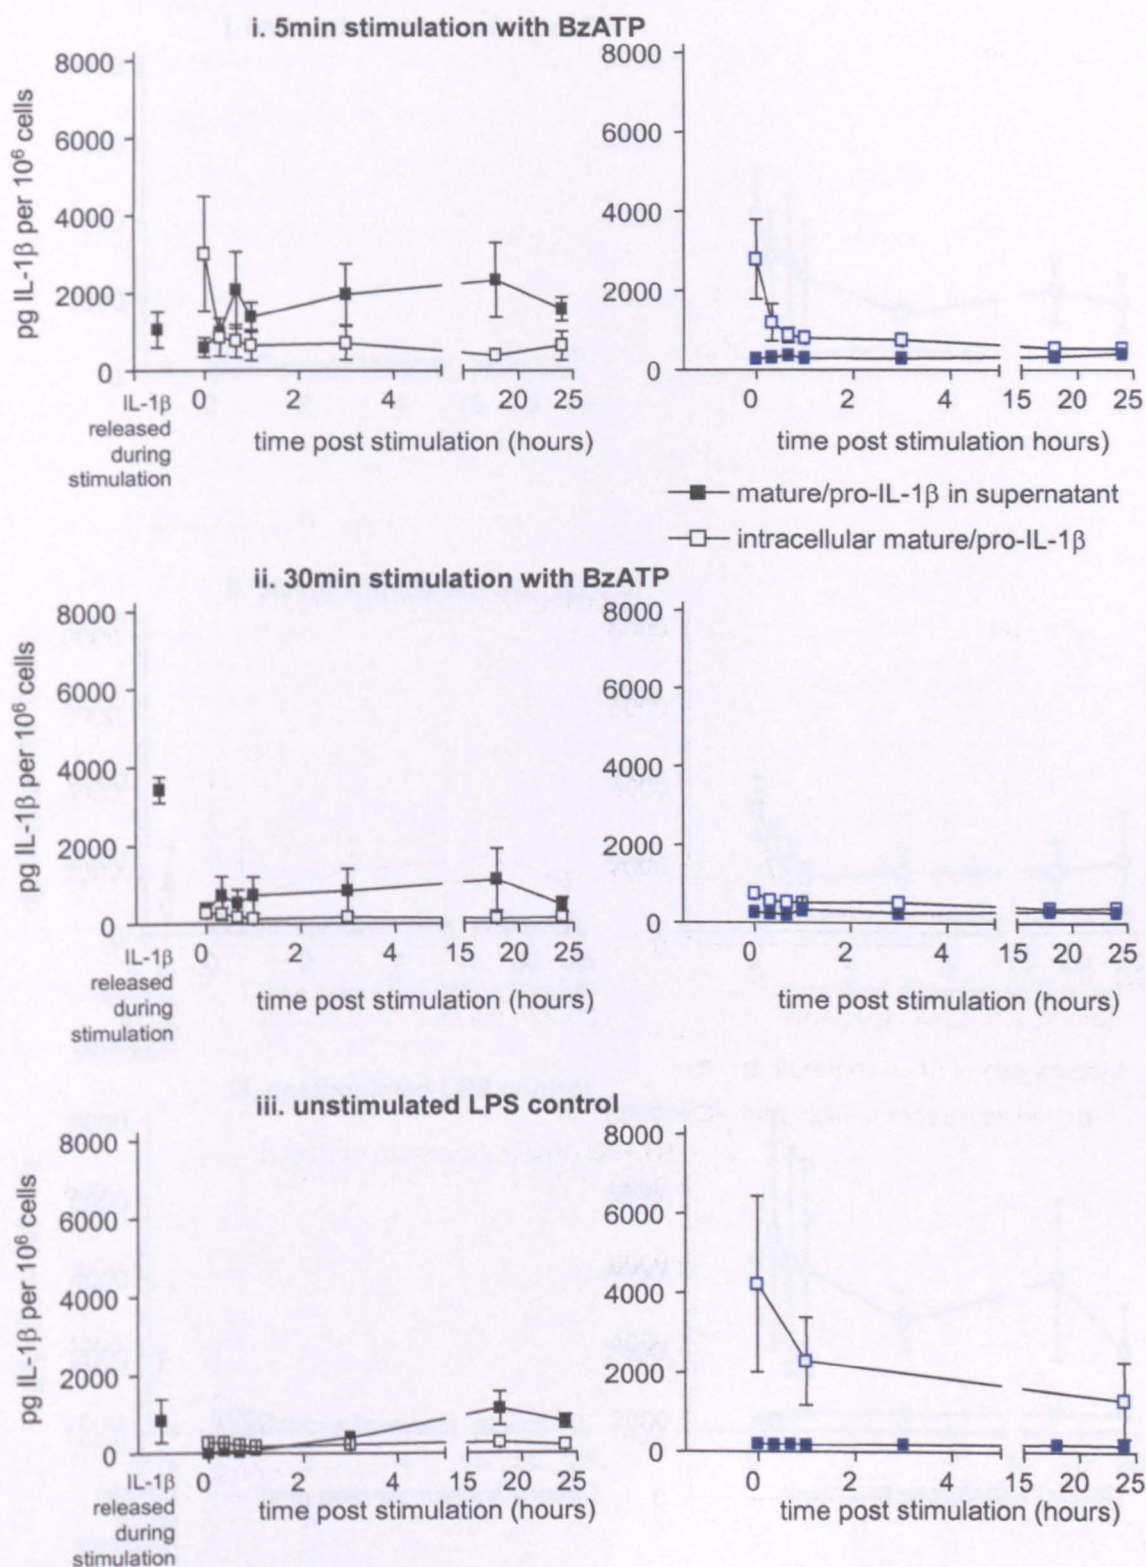 i. 5min stimulation with BzATP
pg IL-1β per 10⁶ cells
8000
6000
4000
2000
0
0 2 4 15 20 25
IL-1β
released
during
stimulation
time post stimulation (hours)
8000
6000
4000
2000
0
0 2 4 15 20 25
time post stimulation hours)
mature/pro-IL-1β in supernatant
intracellular mature/pro-IL-1β
ii. 30min stimulation with BzATP
pg IL-1β per 10⁶ cells
8000
6000
4000
2000
0
0 2 4 15 20 25
IL-1β
released
during
stimulation
time post stimulation (hours)
8000
6000
4000
2000
0
0 2 4 15 20 25
time post stimulation (hours)
iii. unstimulated LPS control
pg IL-1β per 10⁶ cells
8000
6000
4000
2000
0
0 2 4 15 20 25
IL-1β
released
during
stimulation
time post stimulation (hours)
8000
6000
4000
2000
0
0 2 4 15 20 25
time post stimulation (hours)